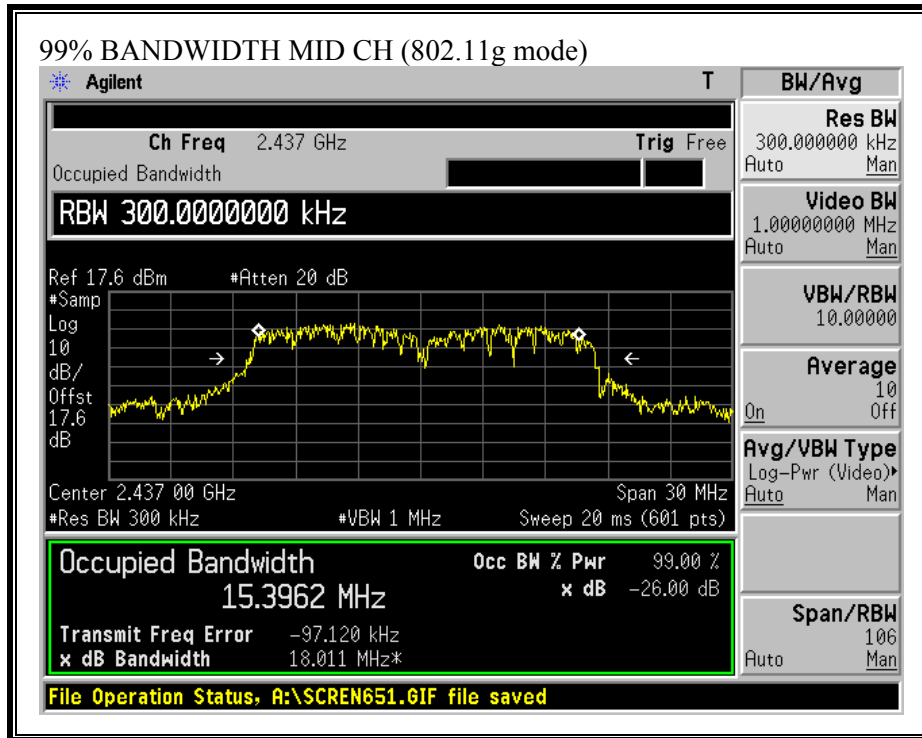 99% BANDWIDTH MID CH (802.11g mode)
Agilent T
Ch Freq 2.437 GHz Trig Free
Occupied Bandwidth
RBW 300.0000000 kHz
Ref 17.6 dBm #Atten 20 dB
#Samp
Log
10
dB/
Offst
17.6
dB
Center 2.437 00 GHz Span 30 MHz
#Res BW 300 kHz #VBW 1 MHz Sweep 20 ms (601 pts)
Occupied Bandwidth Occ BW % Pwr 99.00 %
15.3962 MHz x dB -26.00 dB
Transmit Freq Error -97.120 kHz
x dB Bandwidth 18.011 MHz*
File Operation Status, A:\SCREN651.GIF file saved
BW/Avg
Res BW
300.000000 kHz
Auto Man
Video BW
1.00000000 MHz
Auto Man
VBW/RBW
10.00000
Average
10
On Off
Avg/VBW Type
Log-Pwr (Video)
Auto Man
Span/RBW
106
Auto Man